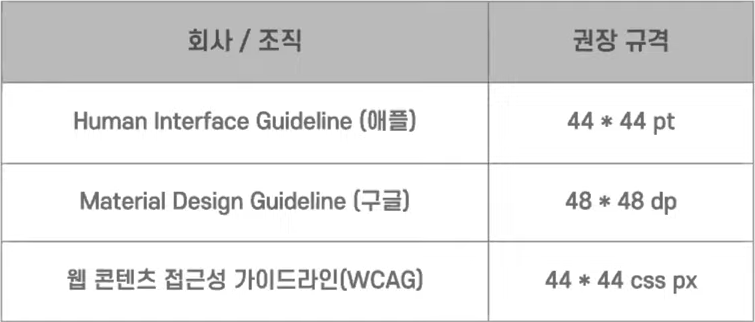 회사 / 조직 권장 규격
Human Interface Guideline (애플) 44 * 44 pt
Material Design Guideline (구글) 48 * 48 dp
웹 콘텐츠 접근성 가이드라인(WCAG) 44 * 44 css px